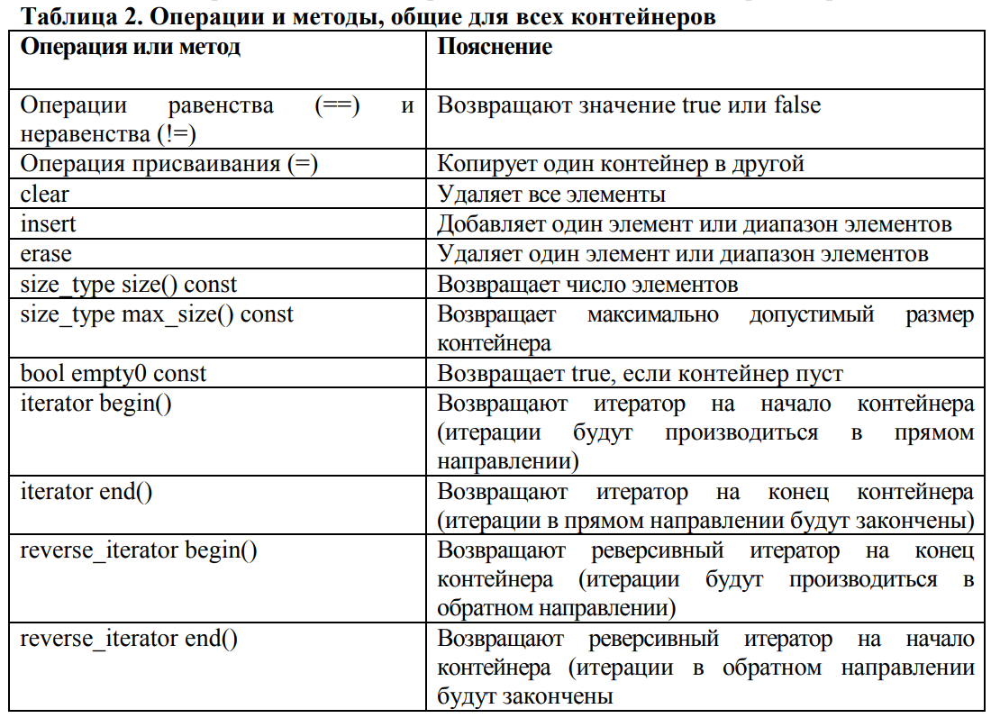 Таблица 2. Операции и методы, общие для всех контейнеров
Операция или метод
Пояснение
Операции равенства (==) и
неравенства (!=)
Возвращают значение true или false
Операция присваивания (=)
Копирует один контейнер в другой
clear
Удаляет все элементы
insert
Добавляет один элемент или диапазон элементов
erase
Удаляет один элемент или диапазон элементов
size_type size() const
Возвращает число элементов
size_type max_size() const
Возвращает максимально допустимый размер
контейнера
bool empty0 const
Возвращает true, если контейнер пуст
iterator begin()
Возвращают итератор на начало контейнера
(итерации будут производиться в прямом
направлении)
iterator end()
Возвращают итератор на конец контейнера
(итерации в прямом направлении будут закончены)
reverse_iterator begin()
Возвращают реверсивный итератор на конец
контейнера (итерации будут производиться в
обратном направлении)
reverse_iterator end()
Возвращают реверсивный итератор на начало
контейнера (итерации в обратном направлении
будут закончены